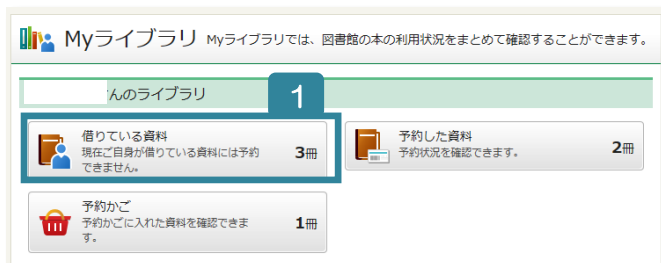 Myライブラリ Myライブラリでは、図書館の本の利用状況をまとめて確認することができます。
んのライブラリ
1
借りている資料
現在ご自身が借りている資料には予約
できません。
3冊
予約した資料
予約状況を確認できます。
2冊
予約かご
予約かごに入れた資料を確認できま
す。
1冊